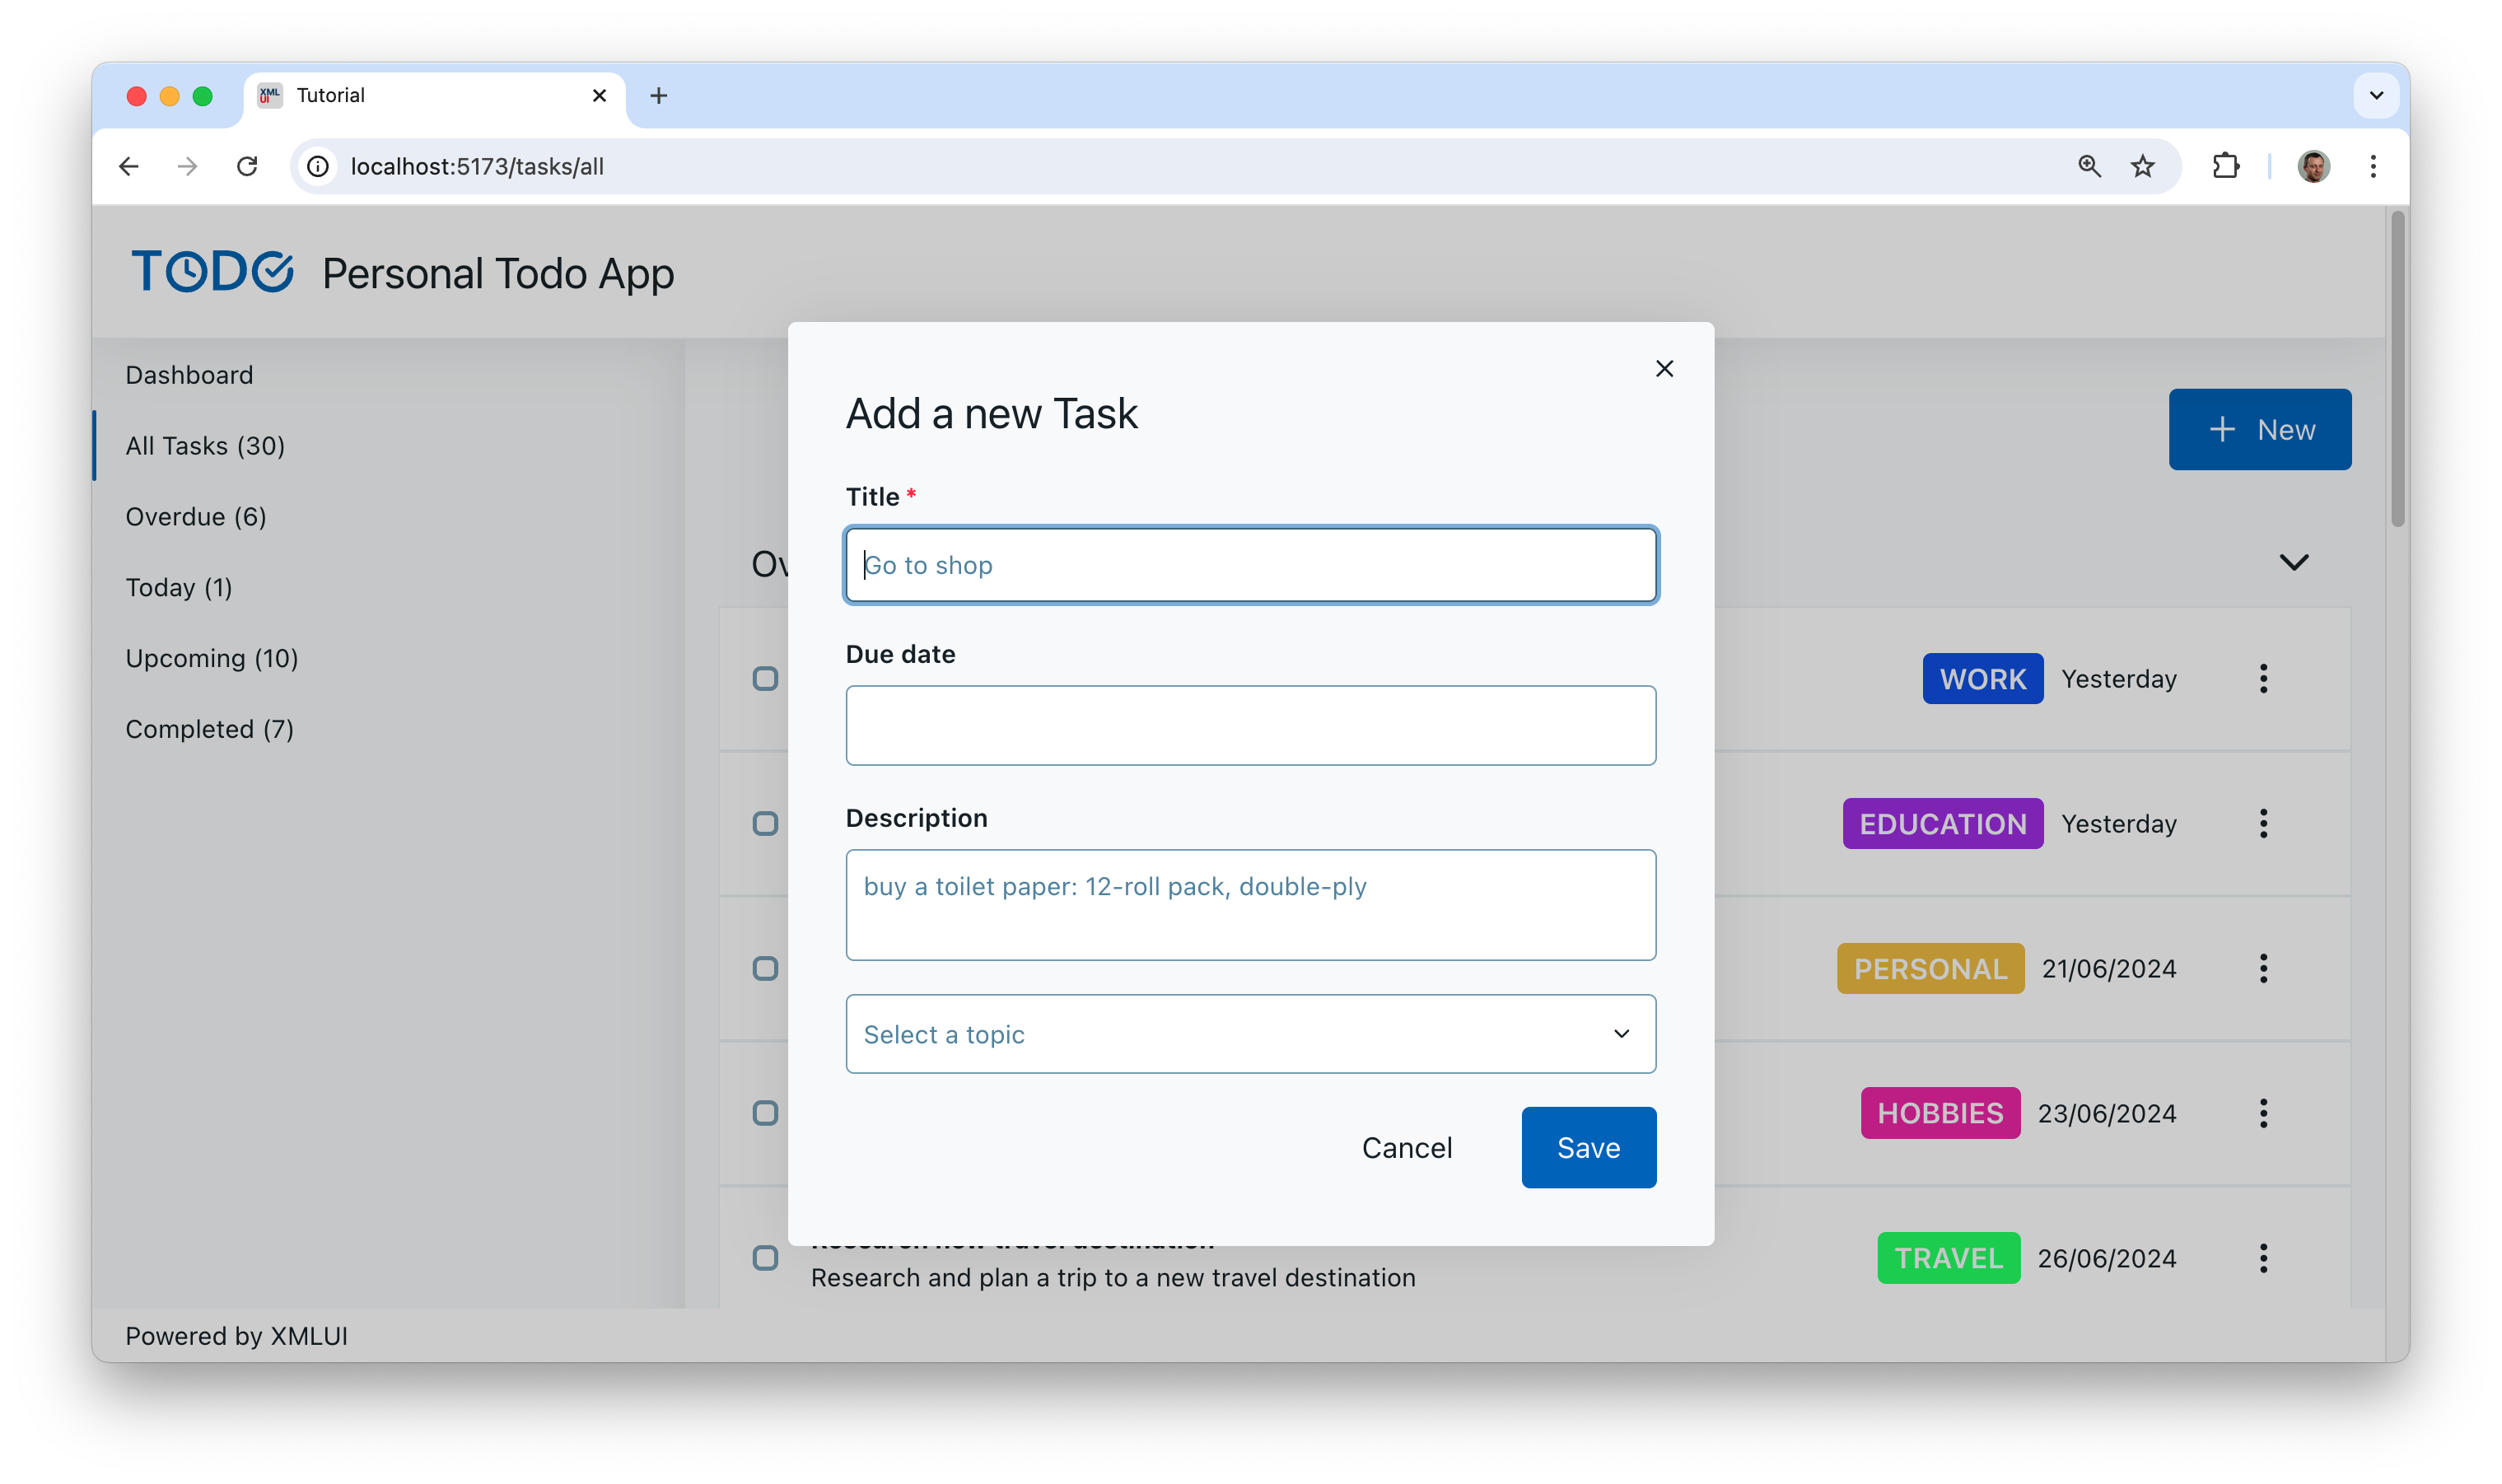 XML UI Tutorial
localhost:5173/tasks/all
TODO Personal Todo App
Dashboard
All Tasks (30)
Overdue (6)
Today (1)
Upcoming (10)
Completed (7)
New
Add a new Task
Title *
Go to shop
Due date
Description
buy a toilet paper: 12-roll pack, double-ply
Select a topic
Cancel Save
WORK Yesterday
EDUCATION Yesterday
PERSONAL 21/06/2024
HOBBIES 23/06/2024
TRAVEL 26/06/2024
Research and plan a trip to a new travel destination
Powered by XMLUI